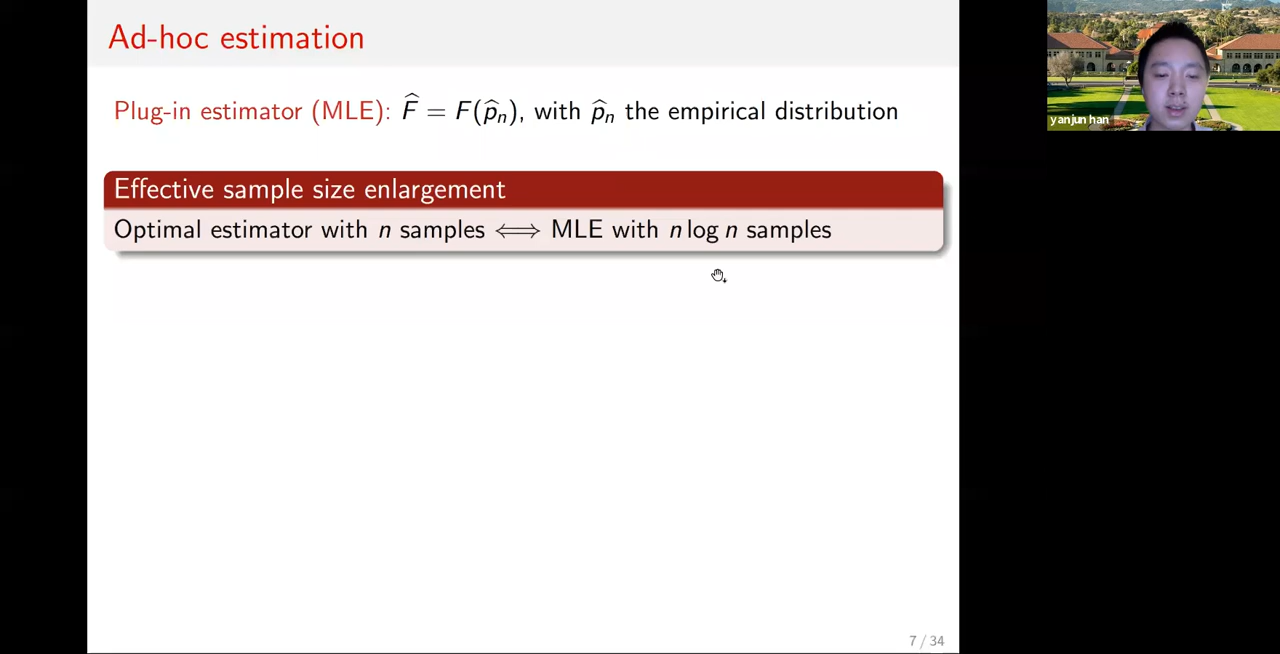 Ad-hoc estimation
Plug-in estimator (MLE): F̂ = F(p̂ₙ), with p̂ₙ the empirical distribution
Effective sample size enlargement
Optimal estimator with n samples ⟺ MLE with n log n samples
7 / 34
yanjun han